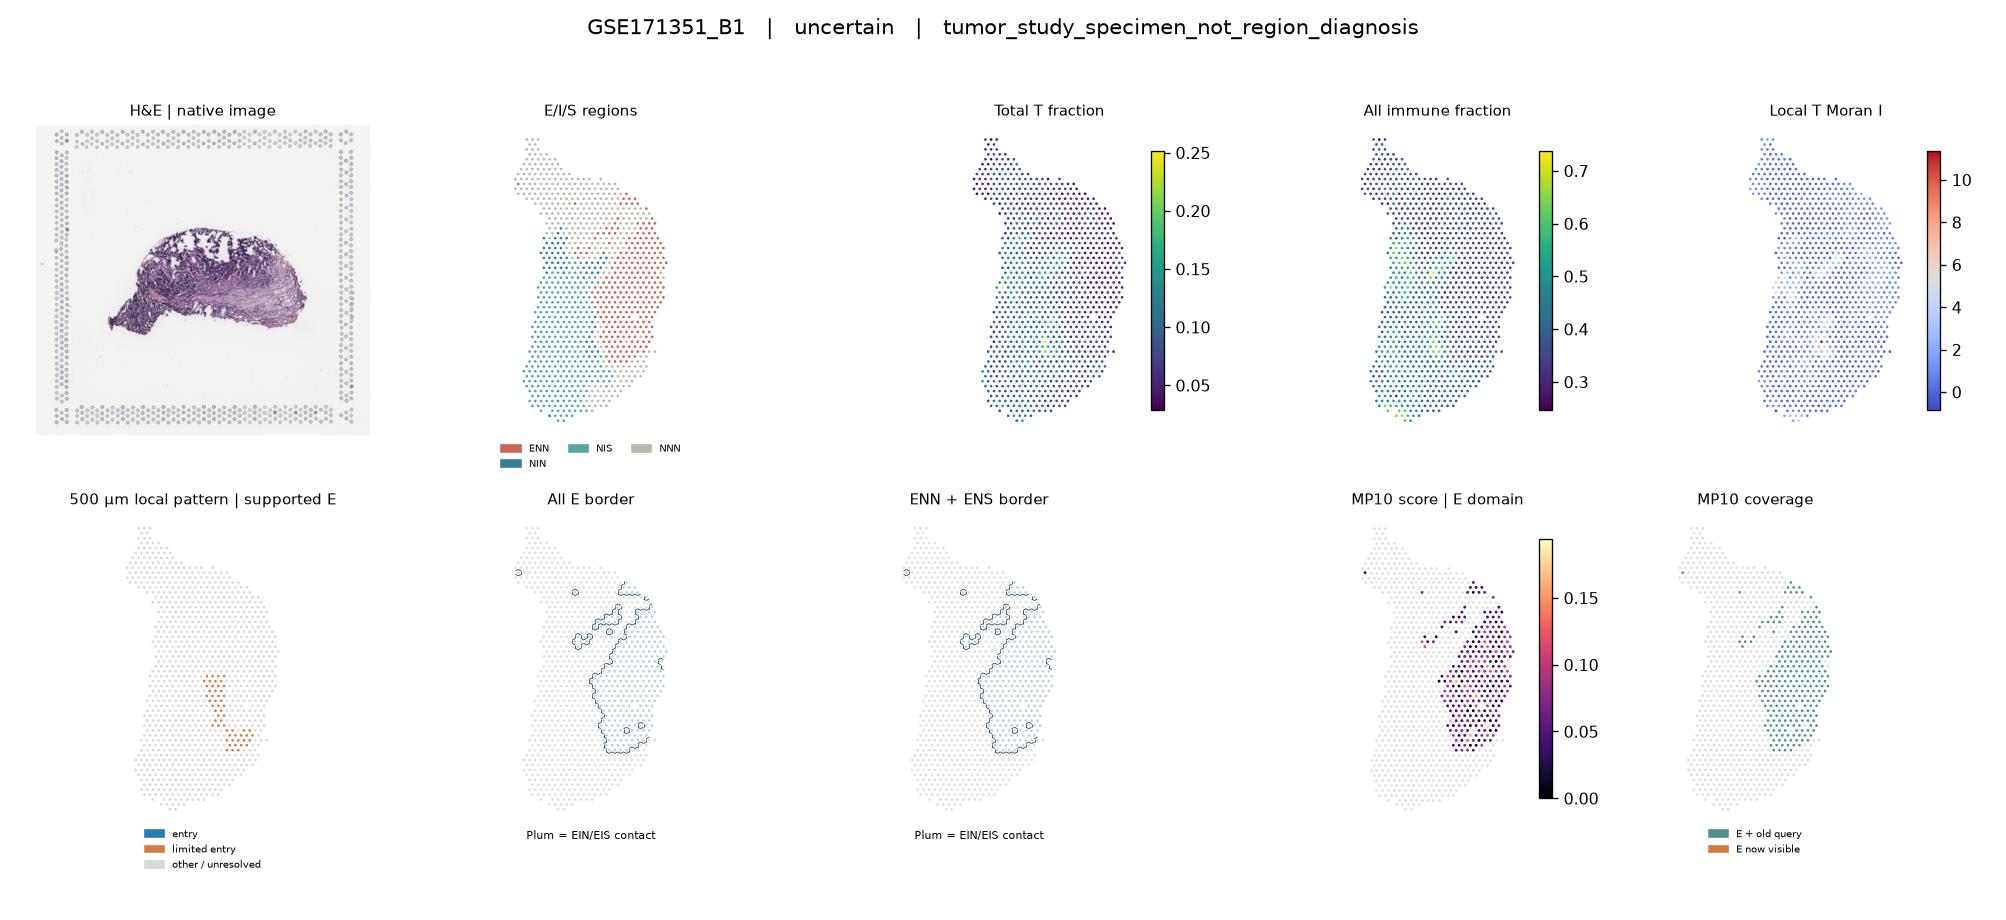 GSE171351_B1 | uncertain | tumor_study_specimen_not_region_diagnosis
H&E | native image
E/I/S regions
Total T fraction
All immune fraction
Local T Moran I
0.25
0.20
0.15
0.10
0.05
0.7
0.6
0.5
0.4
0.3
10
8
6
4
2
0
ENN
NIS
NNN
NIN
500 µm local pattern | supported E
All E border
ENN + ENS border
MP10 score | E domain
MP10 coverage
0.15
0.10
0.05
0.00
entry
limited entry
other / unresolved
Plum = EIN/EIS contact
Plum = EIN/EIS contact
E + old query
E now visible